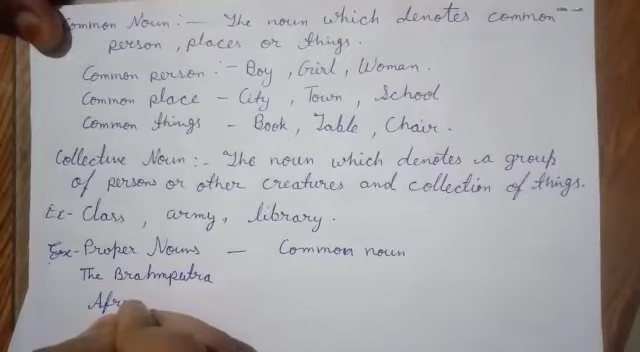 Common Noun :- The noun which denotes common
person, places or things.
Common person :- Boy, Girl, Woman.
Common place - City, Town, School
Common things - Book, Table, Chair.
Collective Noun :- The noun which denotes a group
of persons or other creatures and collection of things.
Ex- Class, army, library.
Ex- Proper Nouns - Common noun
The Brahmputra
Afr